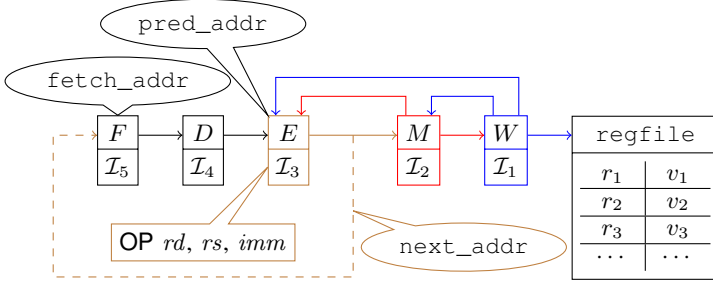 pred_addr
fetch_addr
F D E M W
regfile
𝓘₅ 𝓘₄ 𝓘₃ 𝓘₂ 𝓘₁
r₁ v₁
r₂ v₂
r₃ v₃
... ...
OP rd, rs, imm
next_addr